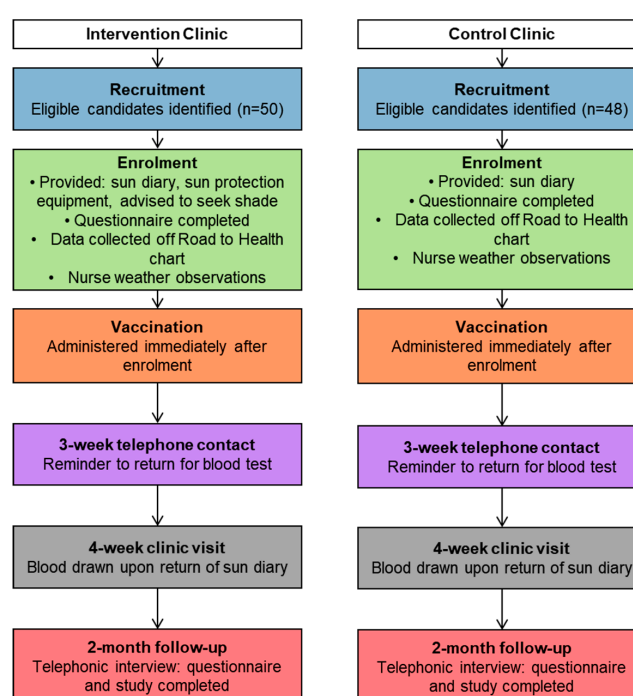 Intervention Clinic
Recruitment
Eligible candidates identified (n=50)
Enrolment
• Provided: sun diary, sun protection
equipment, advised to seek shade
• Questionnaire completed
• Data collected off Road to Health
chart
• Nurse weather observations
Vaccination
Administered immediately after
enrolment
3-week telephone contact
Reminder to return for blood test
4-week clinic visit
Blood drawn upon return of sun diary
2-month follow-up
Telephonic interview: questionnaire
and study completed
Control Clinic
Recruitment
Eligible candidates identified (n=48)
Enrolment
• Provided: sun diary
• Questionnaire completed
• Data collected off Road to Health
chart
• Nurse weather observations
Vaccination
Administered immediately after
enrolment
3-week telephone contact
Reminder to return for blood test
4-week clinic visit
Blood drawn upon return of sun diary
2-month follow-up
Telephonic interview: questionnaire
and study completed